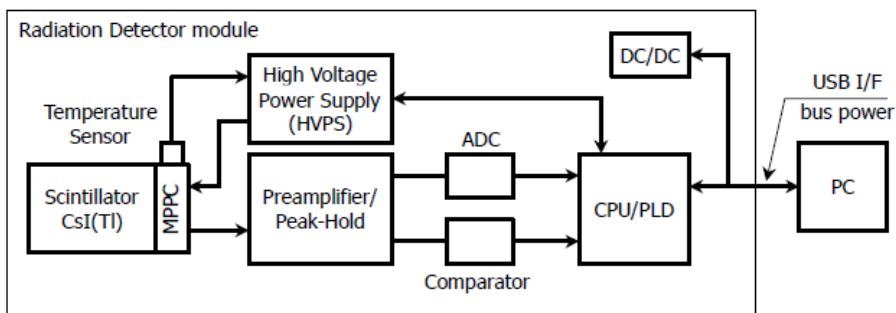 Radiation Detector module
High Voltage
Power Supply
(HVPS)
DC/DC
USB I/F
bus power
Temperature
Sensor
ADC
Scintillator
CsI(Tl)
MPPC
Preamplifier/
Peak-Hold
CPU/PLD
PC
Comparator